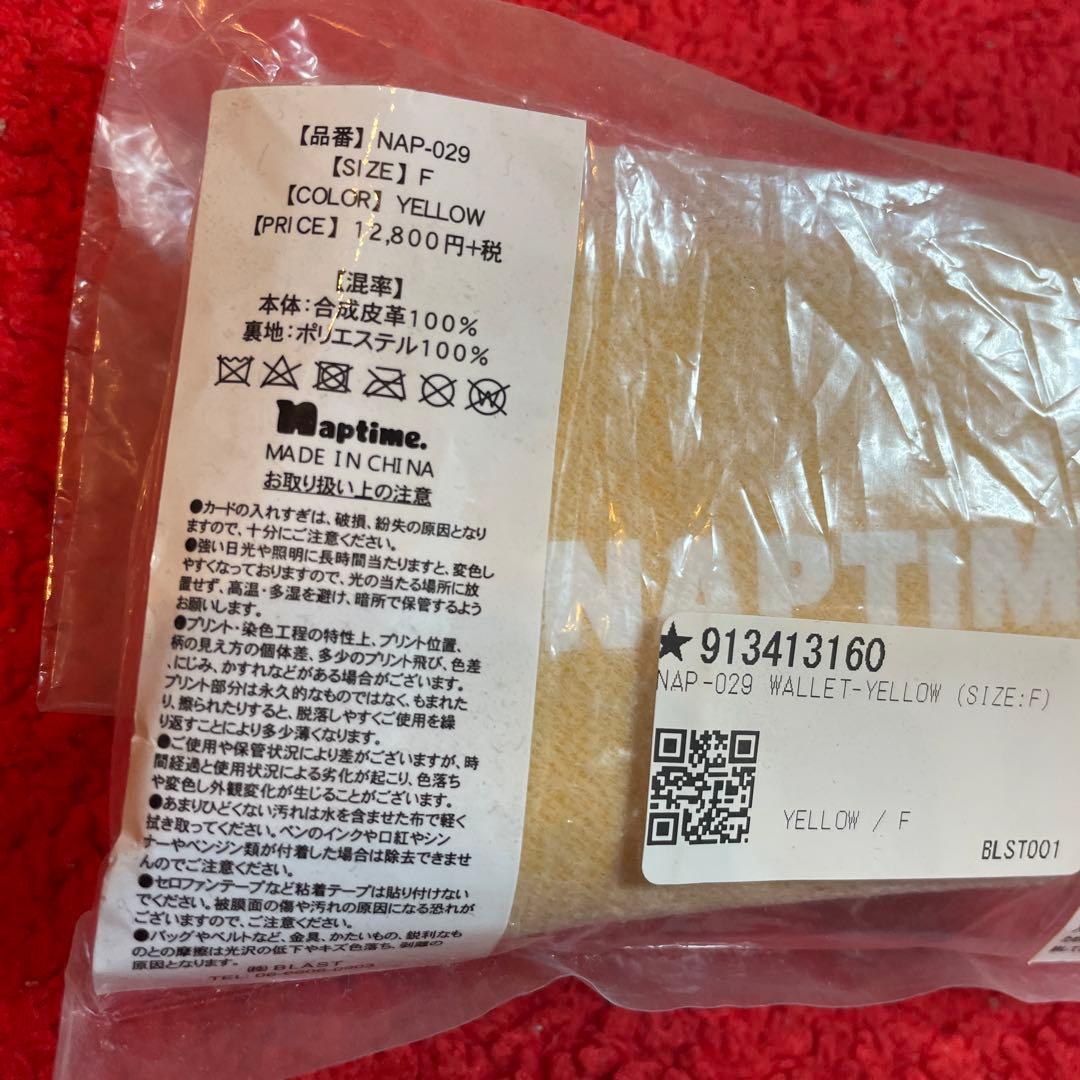 【品番】NAP-029
【SIZE】F
【COLOR】YELLOW
【PRICE】12,800円+税
【混率】
本体:合成皮革100%
裏地:ポリエステル100%
Naptime.
MADE IN CHINA
お取り扱い上の注意
●カードの入れすぎは、破損、紛失の原因となり
ますので、十分にご注意ください。
●強い日光や照明に長時間当たりますと、変色し
やすくなっておりますので、光の当たる場所に放
置せず、高温・多湿を避け、暗所で保管するよう
お願いします。
●プリント・染色工程の特性上、プリント位置、
柄の見え方の個体差、多少のプリント飛び、色差
、にじみ、かすれなどがある場合がございます。
プリント部分は永久的なものではなく、もまれた
り、擦られたりすると、脱落しやすくご使用を繰
り返すことにより多少薄くなります。
●ご使用や保管状況により差がございますが、時
間経過と使用状況による劣化が起こり、色落ち
や変色し外観変化が生じることがございます。
●あまりひどくない汚れは水を含ませた布で軽く
拭き取ってください。ペンのインクや口紅やシン
ナーやベンジン類が付着した場合は除去できませ
んのでご注意ください。
●セロファンテープなど粘着テープは貼り付けない
でください。被膜面の傷や汚れの原因になる恐れが
ございますので、ご注意ください。
●バッグやベルトなど、金具、かたいもの、鋭利なも
のとの摩擦は光沢の低下やキズ色落ち、剥離の
原因となります。
(株)BLAST
TEL: 06-6606-0903
NAPTIM
★913413160
NAP-029 WALLET-YELLOW (SIZE:F)
YELLOW / F
BLST001